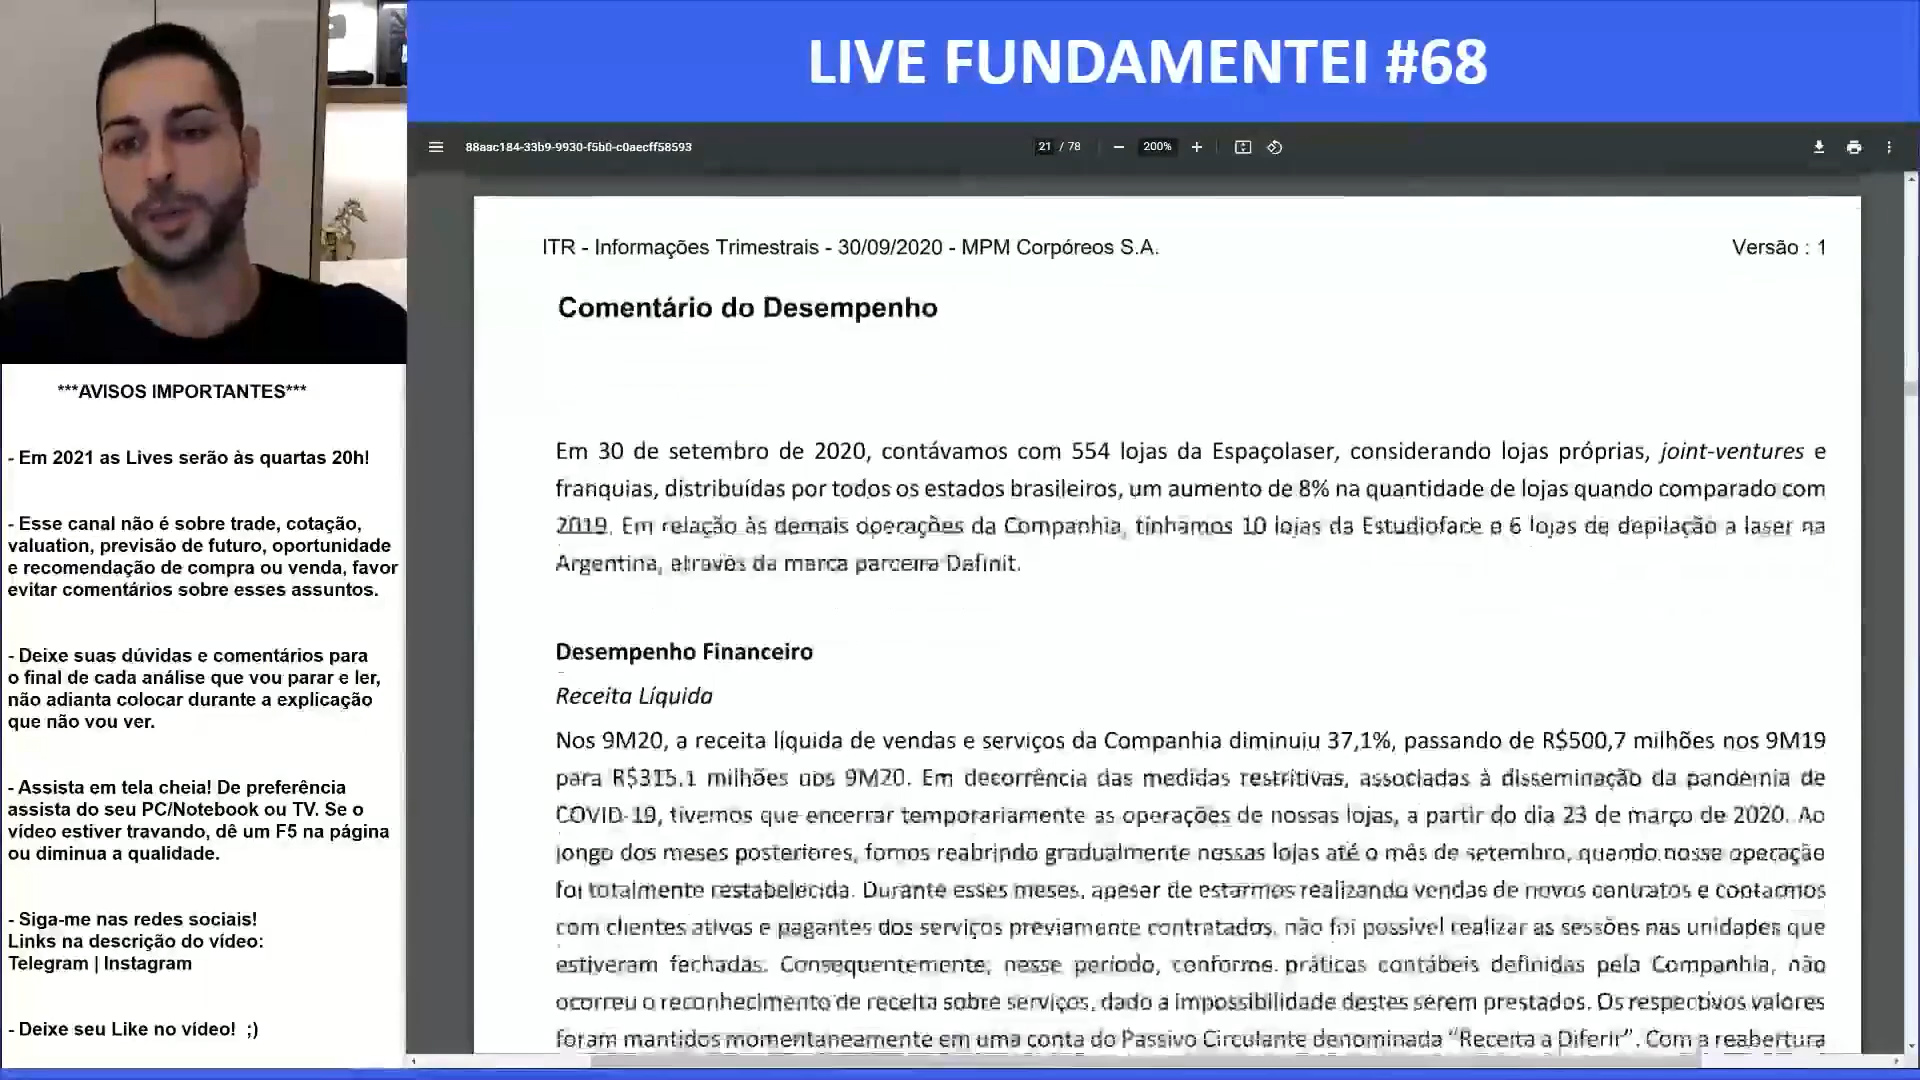 LIVE FUNDAMENTEI #68
88aac184-33b9-9930-f5b0-c0aecff58593
21 / 78
200%
ITR - Informações Trimestrais - 30/09/2020 - MPM Corpóreos S.A.
Versão : 1
Comentário do Desempenho
Em 30 de setembro de 2020, contávamos com 554 lojas da Espaçolaser, considerando lojas próprias, joint-ventures e
franquias, distribuídas por todos os estados brasileiros, um aumento de 8% na quantidade de lojas quando comparado com
2019. Em relação às demais operações da Companhia, tínhamos 10 lojas da Estudioface e 6 lojas de depilação a laser na
Argentina, através da marca parceira Definit.
Desempenho Financeiro
Receita Líquida
Nos 9M20, a receita líquida de vendas e serviços da Companhia diminuiu 37,1%, passando de R$500,7 milhões nos 9M19
para R$315,1 milhões nos 9M20. Em decorrência das medidas restritivas, associadas à disseminação da pandemia de
COVID-19, tivemos que encerrar temporariamente as operações de nossas lojas, a partir do dia 23 de março de 2020. Ao
longo dos meses posteriores, fomos reabrindo gradualmente nossas lojas até o mês de setembro, quando nosse operação
foi totalmente restabelecida. Durante esses meses, apesar de estarmos realizando vendas de novos contratos e contarmos
com clientes ativos e pagantes dos serviços previamente contratados, não foi possível realizar as sessões nas unidades que
estiveram fechadas. Consequentemente, nesse período, conforme práticas contábeis definidas pela Companhia, não
ocorreu o reconhecimento de receita sobre serviços, dado a impossibilidade destes serem prestados. Os respectivos valores
foram mantidos momentaneamente em uma conta do Passivo Circulante denominada “Receita a Diferir”. Com a reabertura
***AVISOS IMPORTANTES***
- Em 2021 as Lives serão às quartas 20h!
- Esse canal não é sobre trade, cotação,
valuation, previsão de futuro, oportunidade
e recomendação de compra ou venda, favor
evitar comentários sobre esses assuntos.
- Deixe suas dúvidas e comentários para
o final de cada análise que vou parar e ler,
não adianta colocar durante a explicação
que não vou ver.
- Assista em tela cheia! De preferência
assista do seu PC/Notebook ou TV. Se o
vídeo estiver travando, dê um F5 na página
ou diminua a qualidade.
- Siga-me nas redes sociais!
Links na descrição do vídeo:
Telegram | Instagram
- Deixe seu Like no vídeo! ;)